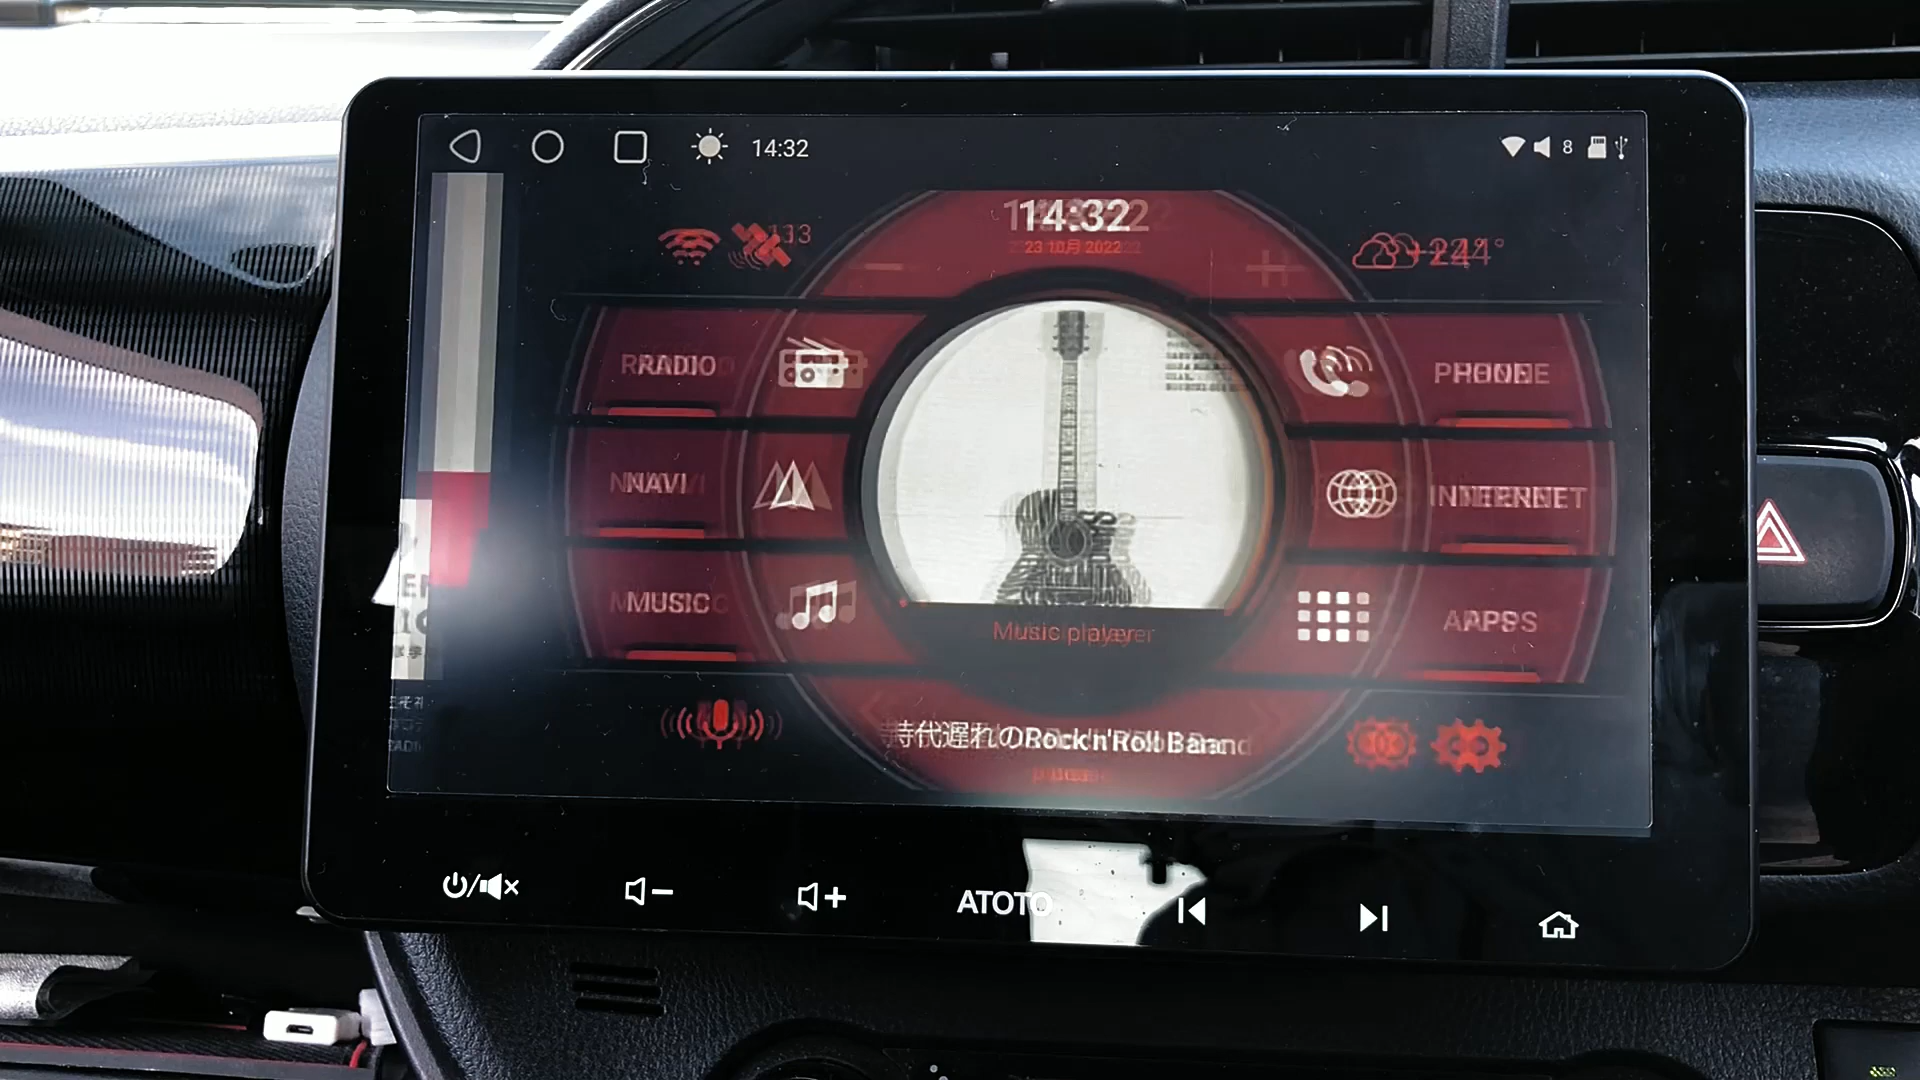 14:32
8
14:32
23 10月 2022
RADIO
PHONE
NAVI
INTERNET
MUSIC
APPS
Music player
時代遅れのRock'n'Roll Band
ATOTO